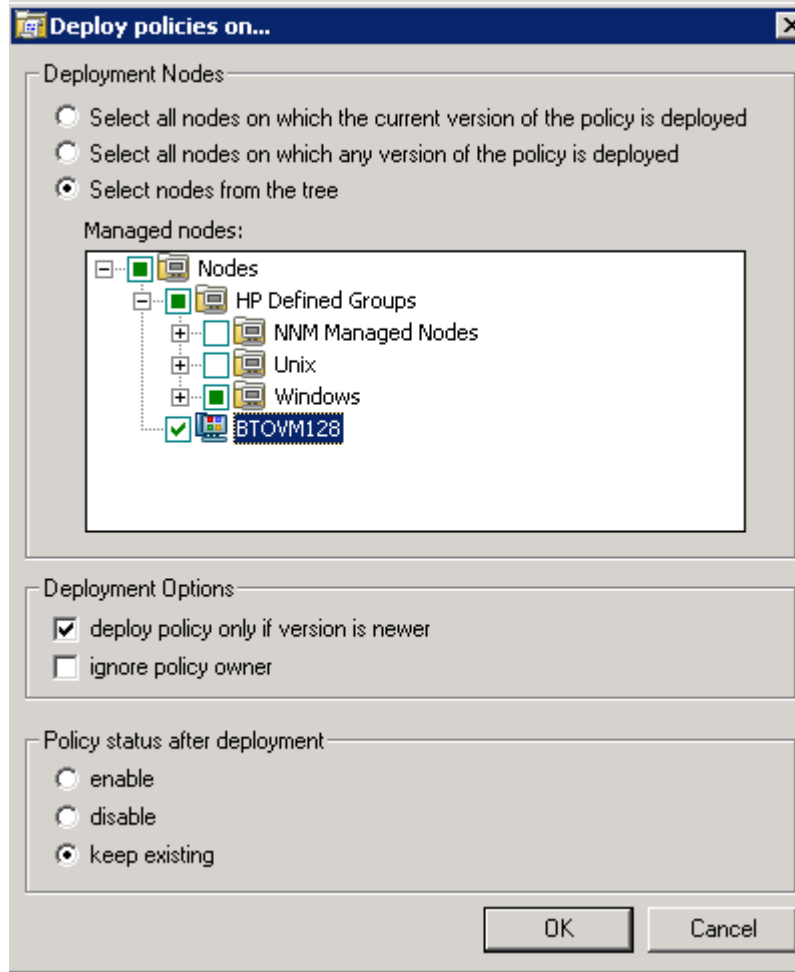 Deploy policies on...
Deployment Nodes
Select all nodes on which the current version of the policy is deployed
Select all nodes on which any version of the policy is deployed
Select nodes from the tree
Managed nodes:
Nodes
HP Defined Groups
NNM Managed Nodes
Unix
Windows
BTOVM128
Deployment Options
deploy policy only if version is newer
ignore policy owner
Policy status after deployment
enable
disable
keep existing
OK Cancel